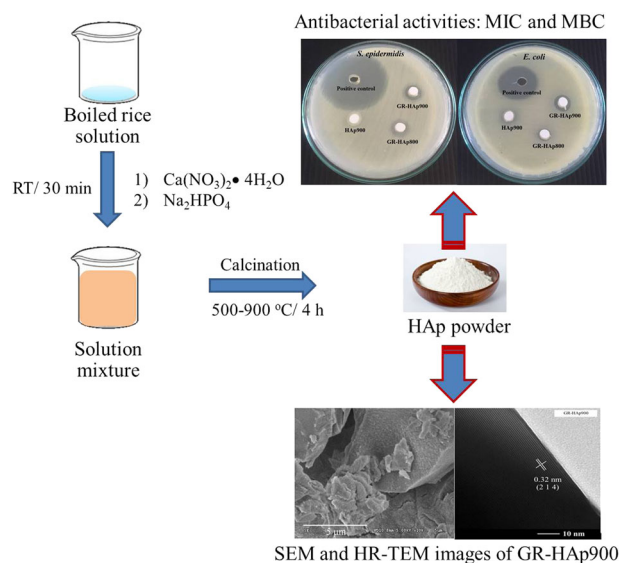 Antibacterial activities: MIC and MBC
S. epidermidis
Positive control
GR-HAp900
HAp900
GR-HAp800
E. coli
Positive control
GR-HAp900
HAp900
GR-HAp800
Boiled rice
solution
RT/ 30 min
1) Ca(NO₃)₂• 4H₂O
2) Na₂HPO₄
Calcination
500-900 °C/ 4 h
HAp powder
Solution
mixture
5 μm
GR-HAp900
0.32 nm
(2 1 4)
10 nm
SEM and HR-TEM images of GR-HAp900